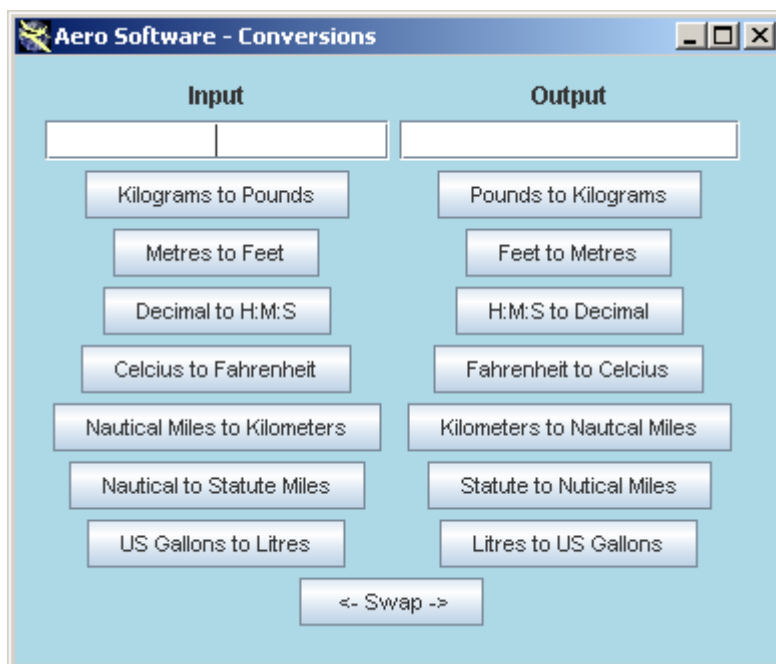 Aero Software - Conversions
Input Output
Kilograms to Pounds Pounds to Kilograms
Metres to Feet Feet to Metres
Decimal to H:M:S H:M:S to Decimal
Celcius to Fahrenheit Fahrenheit to Celcius
Nautical Miles to Kilometers Kilometers to Nautcal Miles
Nautical to Statute Miles Statute to Nutical Miles
US Gallons to Litres Litres to US Gallons
<- Swap ->